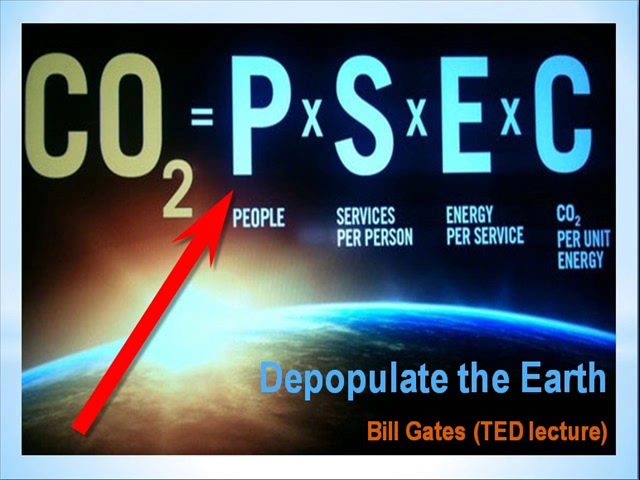 CO2 = P x S x E x C
PEOPLE
SERVICES
PER PERSON
ENERGY
PER SERVICE
CO2
PER UNIT
ENERGY
Depopulate the Earth
Bill Gates (TED lecture)